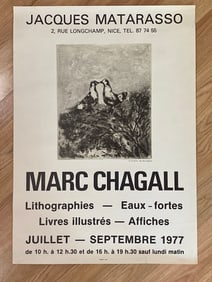 JACQUES MATARASSO
2, RUE LONGCHAMP, NICE, TEL. 87 74 55
MARC CHAGALL
Lithographies — Eaux-fortes
Livres illustrés — Affiches
JUILLET — SEPTEMBRE 1977
de 10 h. à 12 h.30 et de 16 h. à 19 h.30 sauf lundi matin